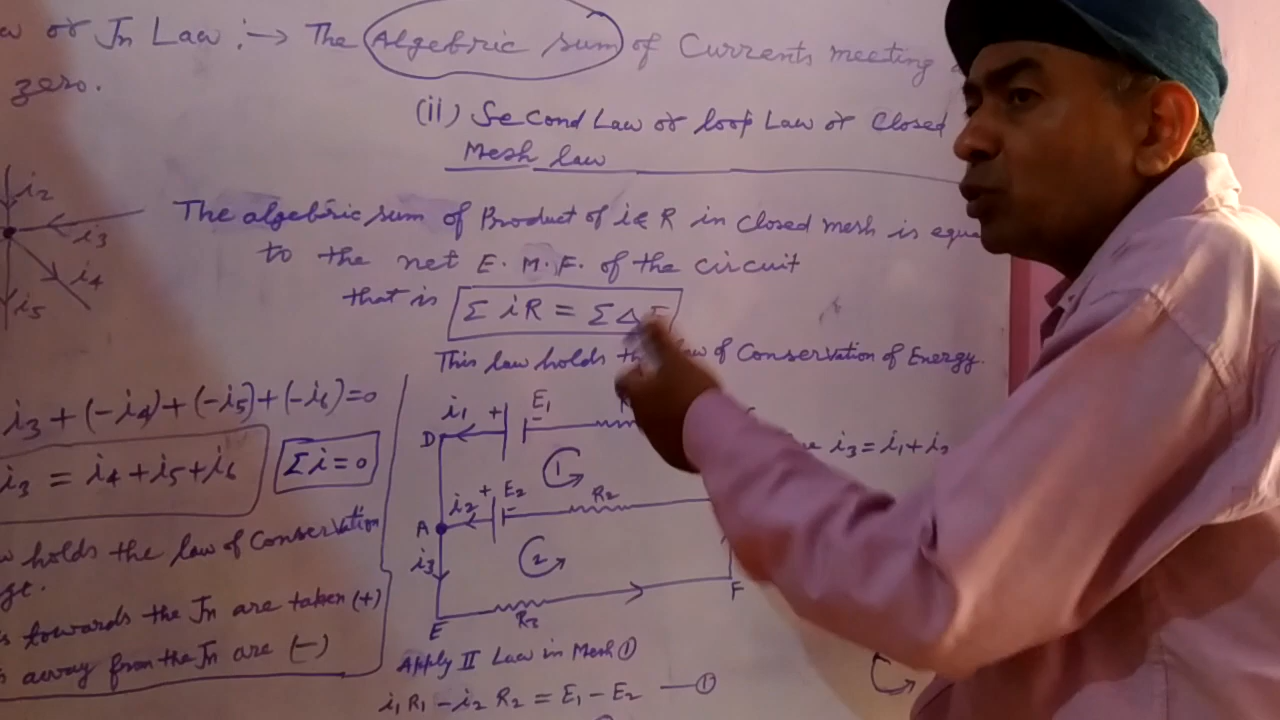 or Jn Law :→ The Algebric sum of Currents meeting
zero.
(ii) Second Law or loop Law or Closed
Mesh law
The algebric sum of Product of i & R in closed mesh is equa
to the net E.M.F. of the circuit
that is Σ iR = Σ Δ
This law holds the law of Conservation of Energy.
i2
i3
i4
i5
i3 + (-i4) + (-i5) + (-i6) = 0
i3 = i4 + i5 + i6
Σi = 0
holds the law of Conservation
s towards the Jn are taken (+)
s away from the Jn are (-)
i1 + E1 -
D
1
i3 = i1 + i2
i2 + E2 - R2
A
i3
2
E R3 F
Apply II Law in Mesh ①
i1 R1 - i2 R2 = E1 - E2 — ①